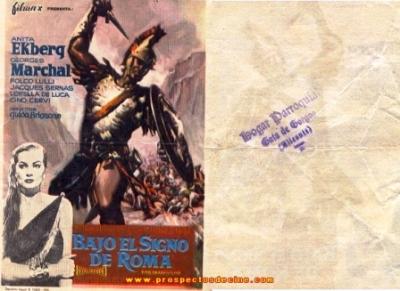 Filmax PRESENTA:
ANITA
EKBERG
GEORGES
MARCHAL
FOLCO LULLI
JACQUES SERNAS
LORELLA DE LUCA
GINO CERVI
Guido Brignone
BAJO EL SIGNO
DE ROMA
Hogar Parroquial
Gata de Gorgos
(Alicante)
www.prospectosdecine.com